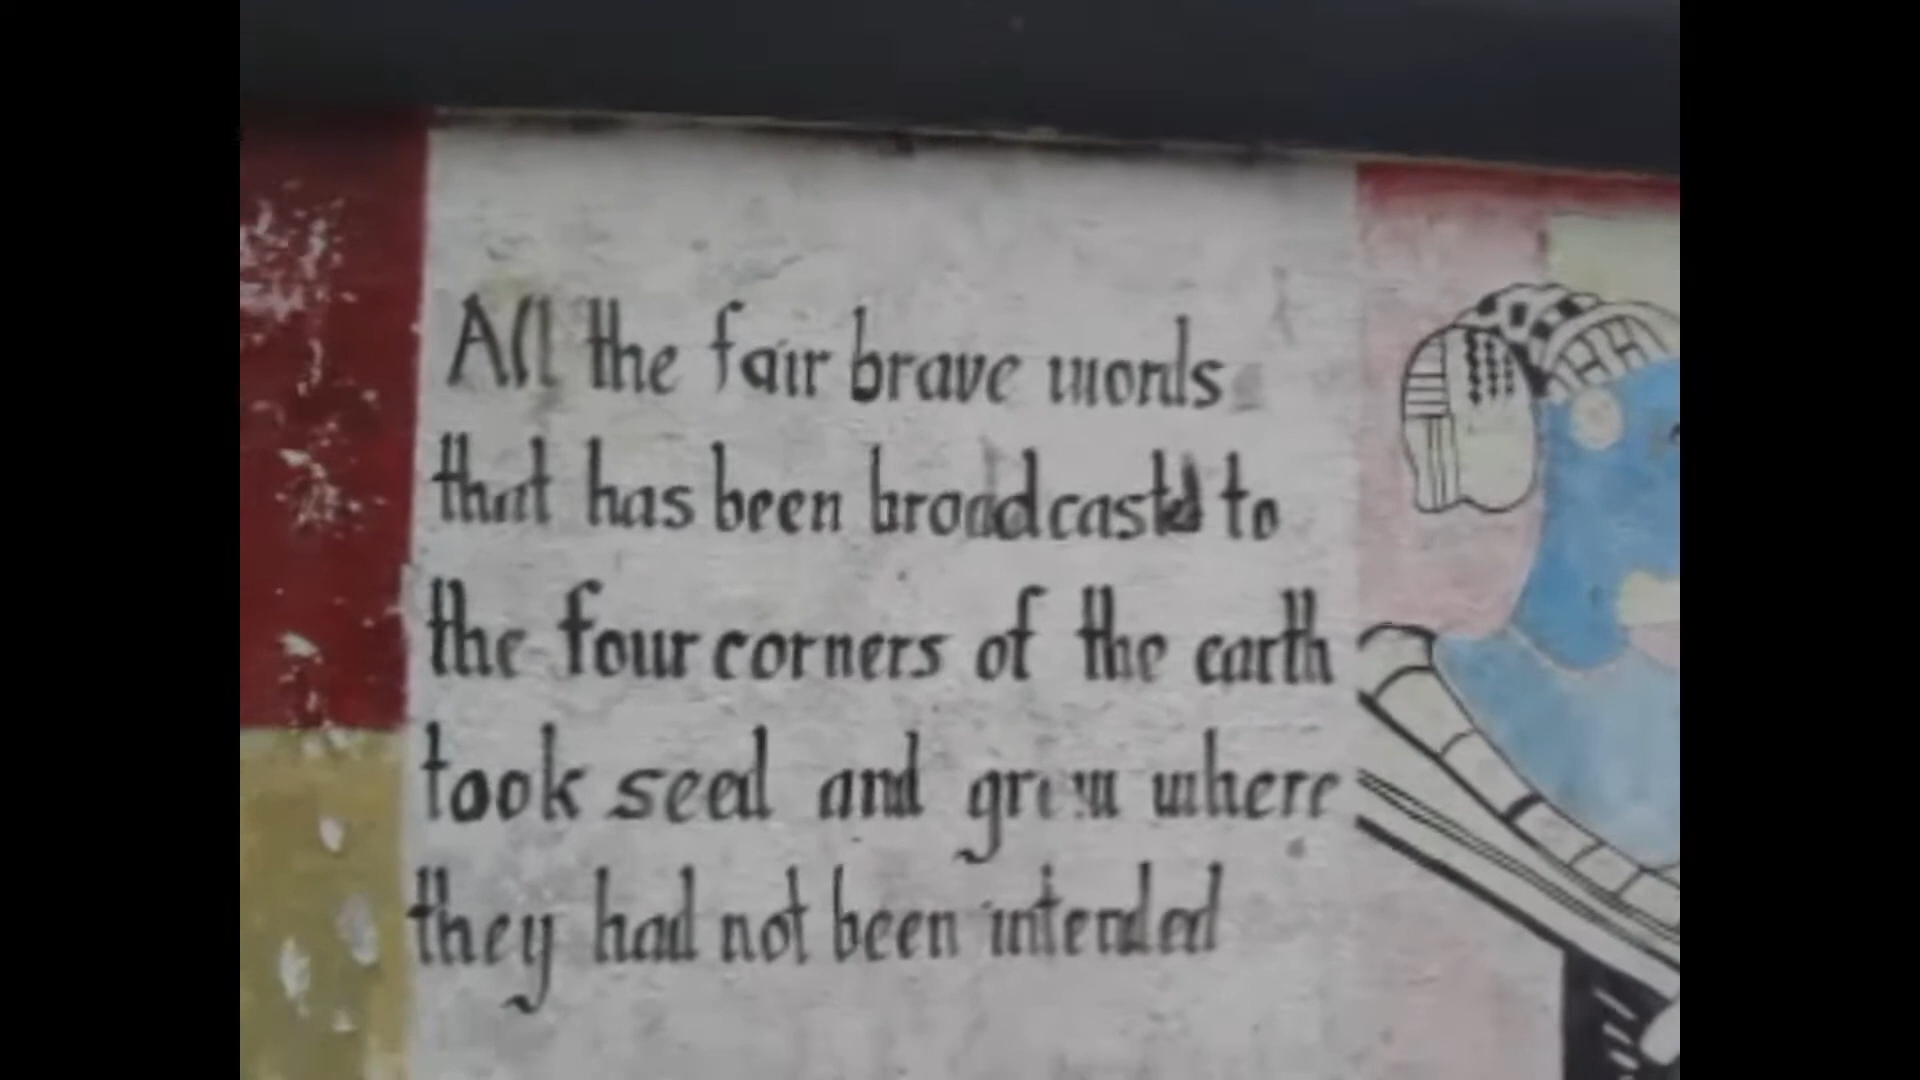 All the fair brave words
that has been broadcasted to
the four corners of the earth
took seed and grew where
they had not been intended